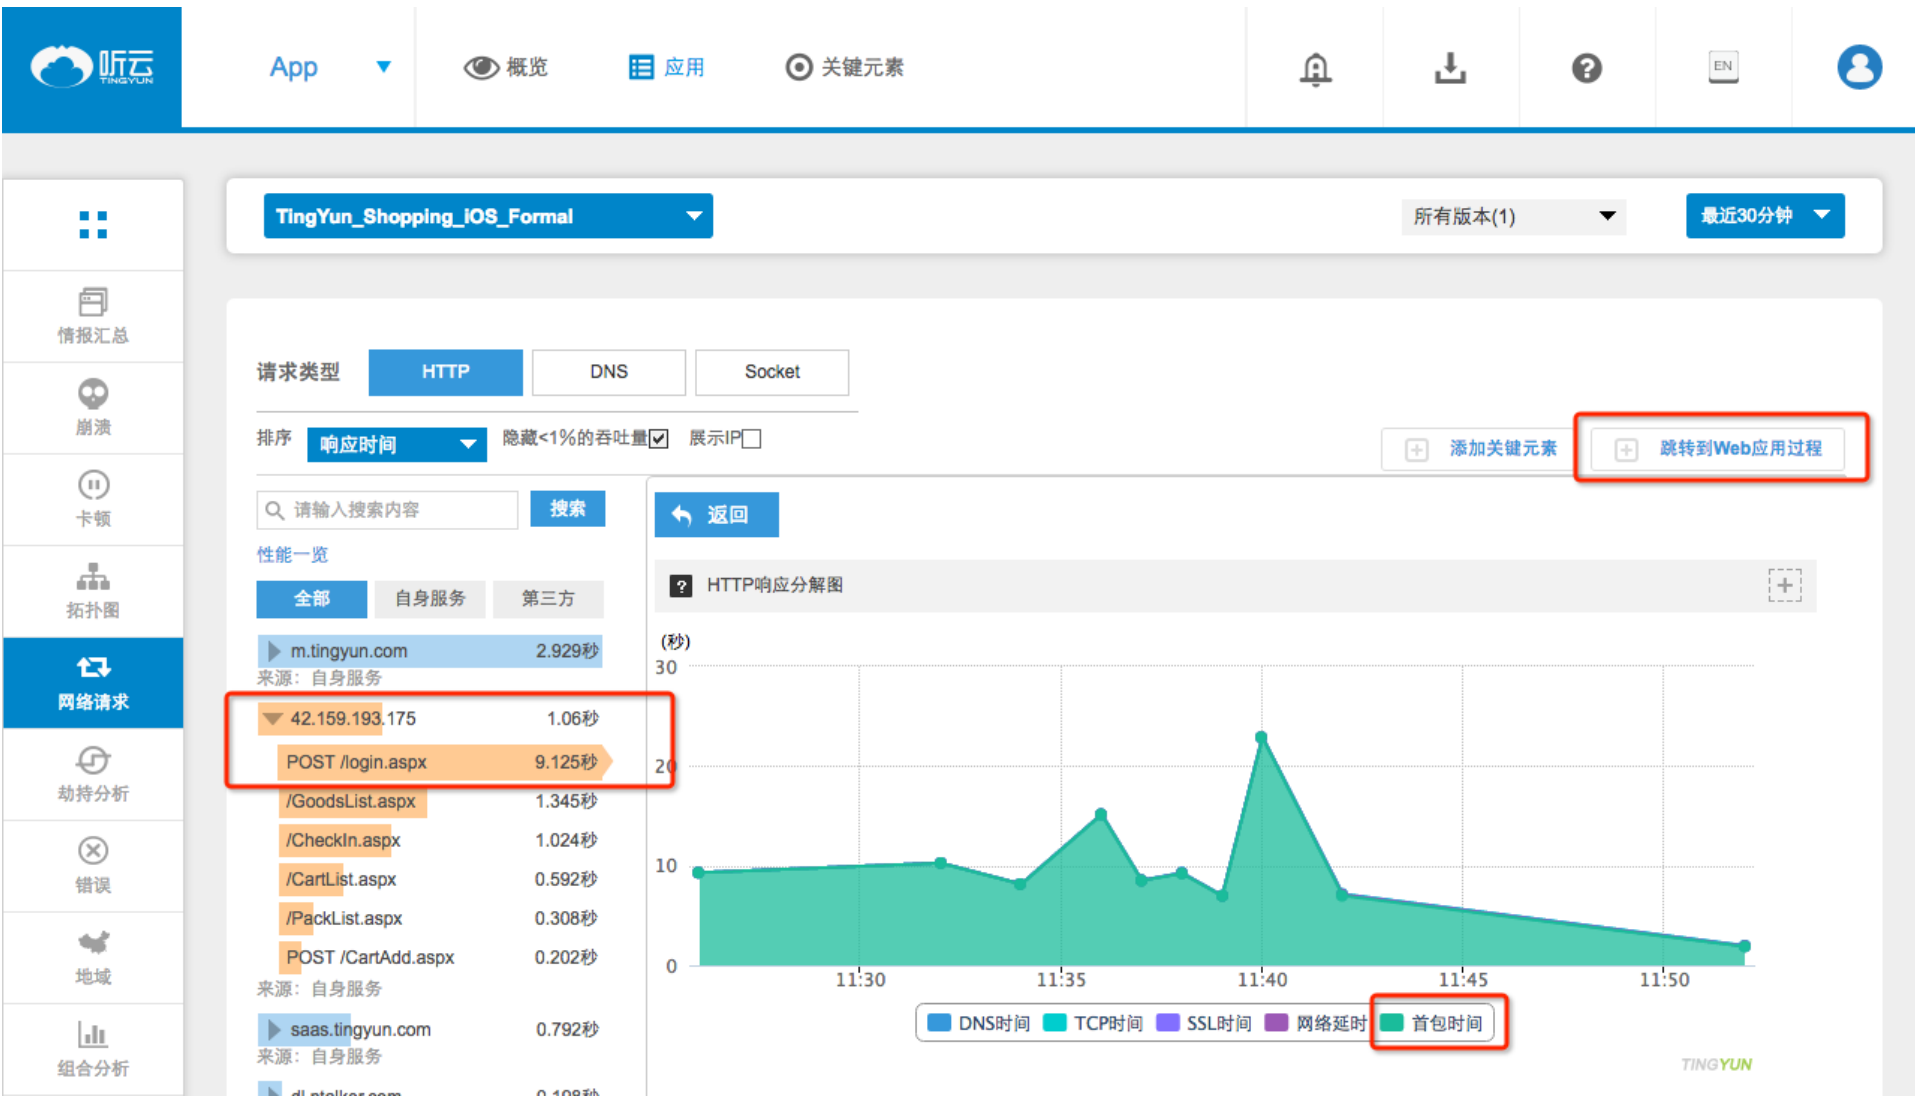 听云
TINGYUN
App
概览
应用
关键元素
EN
TingYun_Shopping_iOS_Formal
所有版本(1)
最近30分钟
情报汇总
崩溃
卡顿
拓扑图
网络请求
劫持分析
错误
地域
组合分析
请求类型
HTTP
DNS
Socket
排序
响应时间
隐藏<1%的吞吐量
展示IP
添加关键元素
跳转到Web应用过程
请输入搜索内容
搜索
性能一览
全部
自身服务
第三方
m.tingyun.com 2.929秒
来源：自身服务
42.159.193.175 1.06秒
POST /login.aspx 9.125秒
/GoodsList.aspx 1.345秒
/CheckIn.aspx 1.024秒
/CartList.aspx 0.592秒
/PackList.aspx 0.308秒
POST /CartAdd.aspx 0.202秒
来源：自身服务
saas.tingyun.com 0.792秒
来源：自身服务
返回
? HTTP响应分解图
(秒)
30
20
10
0
11:30 11:35 11:40 11:45 11:50
DNS时间 TCP时间 SSL时间 网络延时 首包时间
TINGYUN